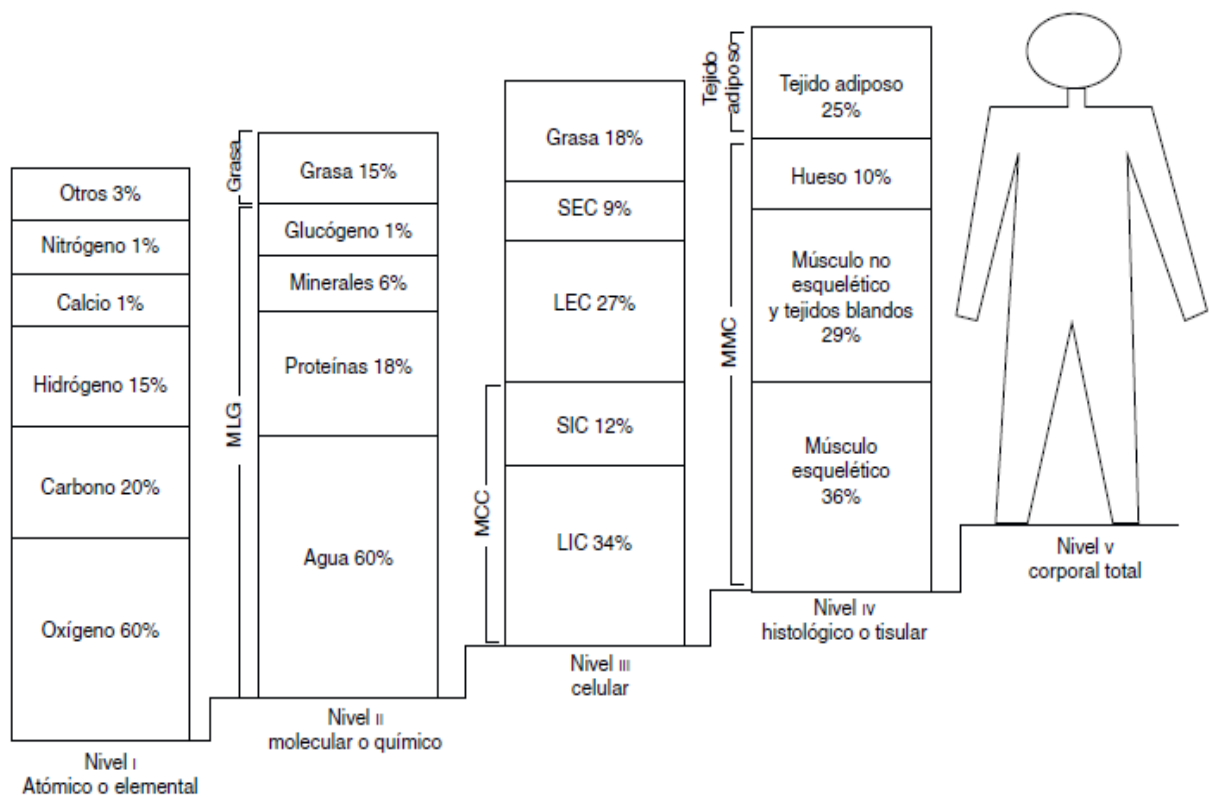 Otros 3%
Nitrógeno 1%
Calcio 1%
Hidrógeno 15%
Carbono 20%
Oxígeno 60%
Nivel I
Atómico o elemental
Grasa
MLG
Grasa 15%
Glucógeno 1%
Minerales 6%
Proteínas 18%
Agua 60%
Nivel II
molecular o químico
MCC
Grasa 18%
SEC 9%
LEC 27%
SIC 12%
LIC 34%
Nivel III
celular
Tejido
adiposo
MMC
Tejido adiposo
25%
Hueso 10%
Músculo no
esquelético
y tejidos blandos
29%
Músculo
esquelético
36%
Nivel IV
histológico o tisular
Nivel V
corporal total